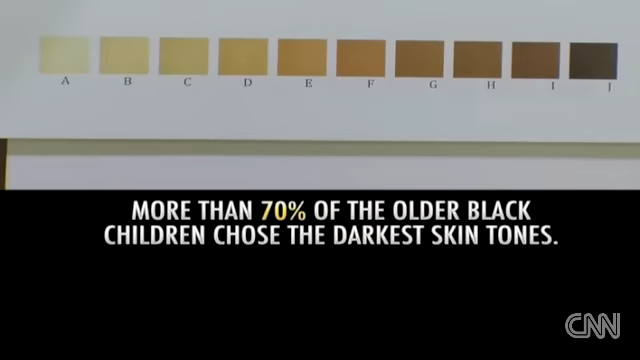 A B C D E F G H I J
MORE THAN 70% OF THE OLDER BLACK
CHILDREN CHOSE THE DARKEST SKIN TONES.
CNN